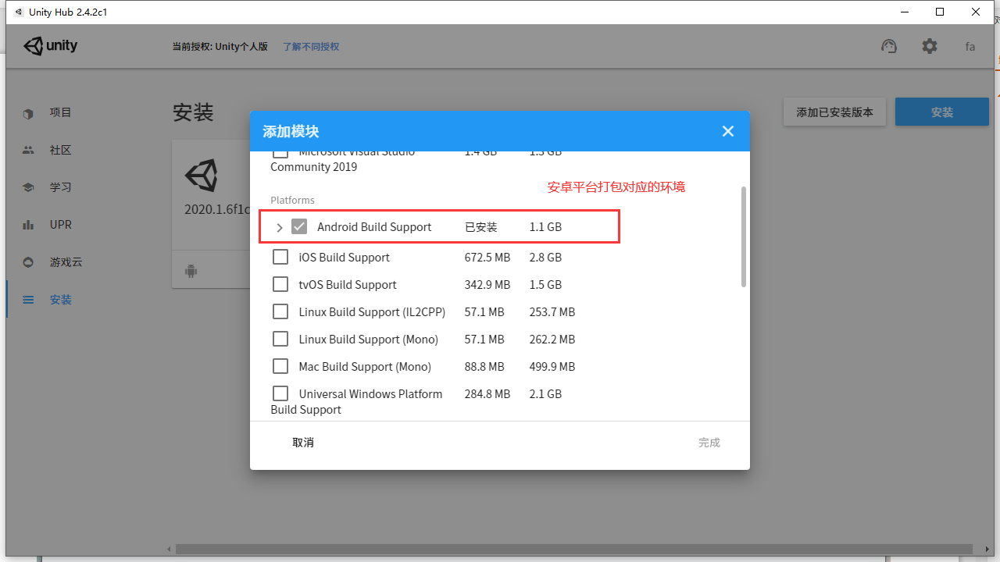 Unity Hub 2.4.2c1
unity
当前授权: Unity个人版 了解不同授权
fa
项目
社区
学习
UPR
游戏云
安装
安装
添加已安装版本
安装
2020.1.6f1c
添加模块
Microsoft Visual Studio 1.4 GB 1.3 GB
Community 2019
安卓平台打包对应的环境
Platforms
Android Build Support 已安装 1.1 GB
iOS Build Support 672.5 MB 2.8 GB
tvOS Build Support 342.9 MB 1.5 GB
Linux Build Support (IL2CPP) 57.1 MB 253.7 MB
Linux Build Support (Mono) 57.1 MB 262.2 MB
Mac Build Support (Mono) 88.8 MB 499.9 MB
Universal Windows Platform 284.8 MB 2.1 GB
Build Support
取消
完成